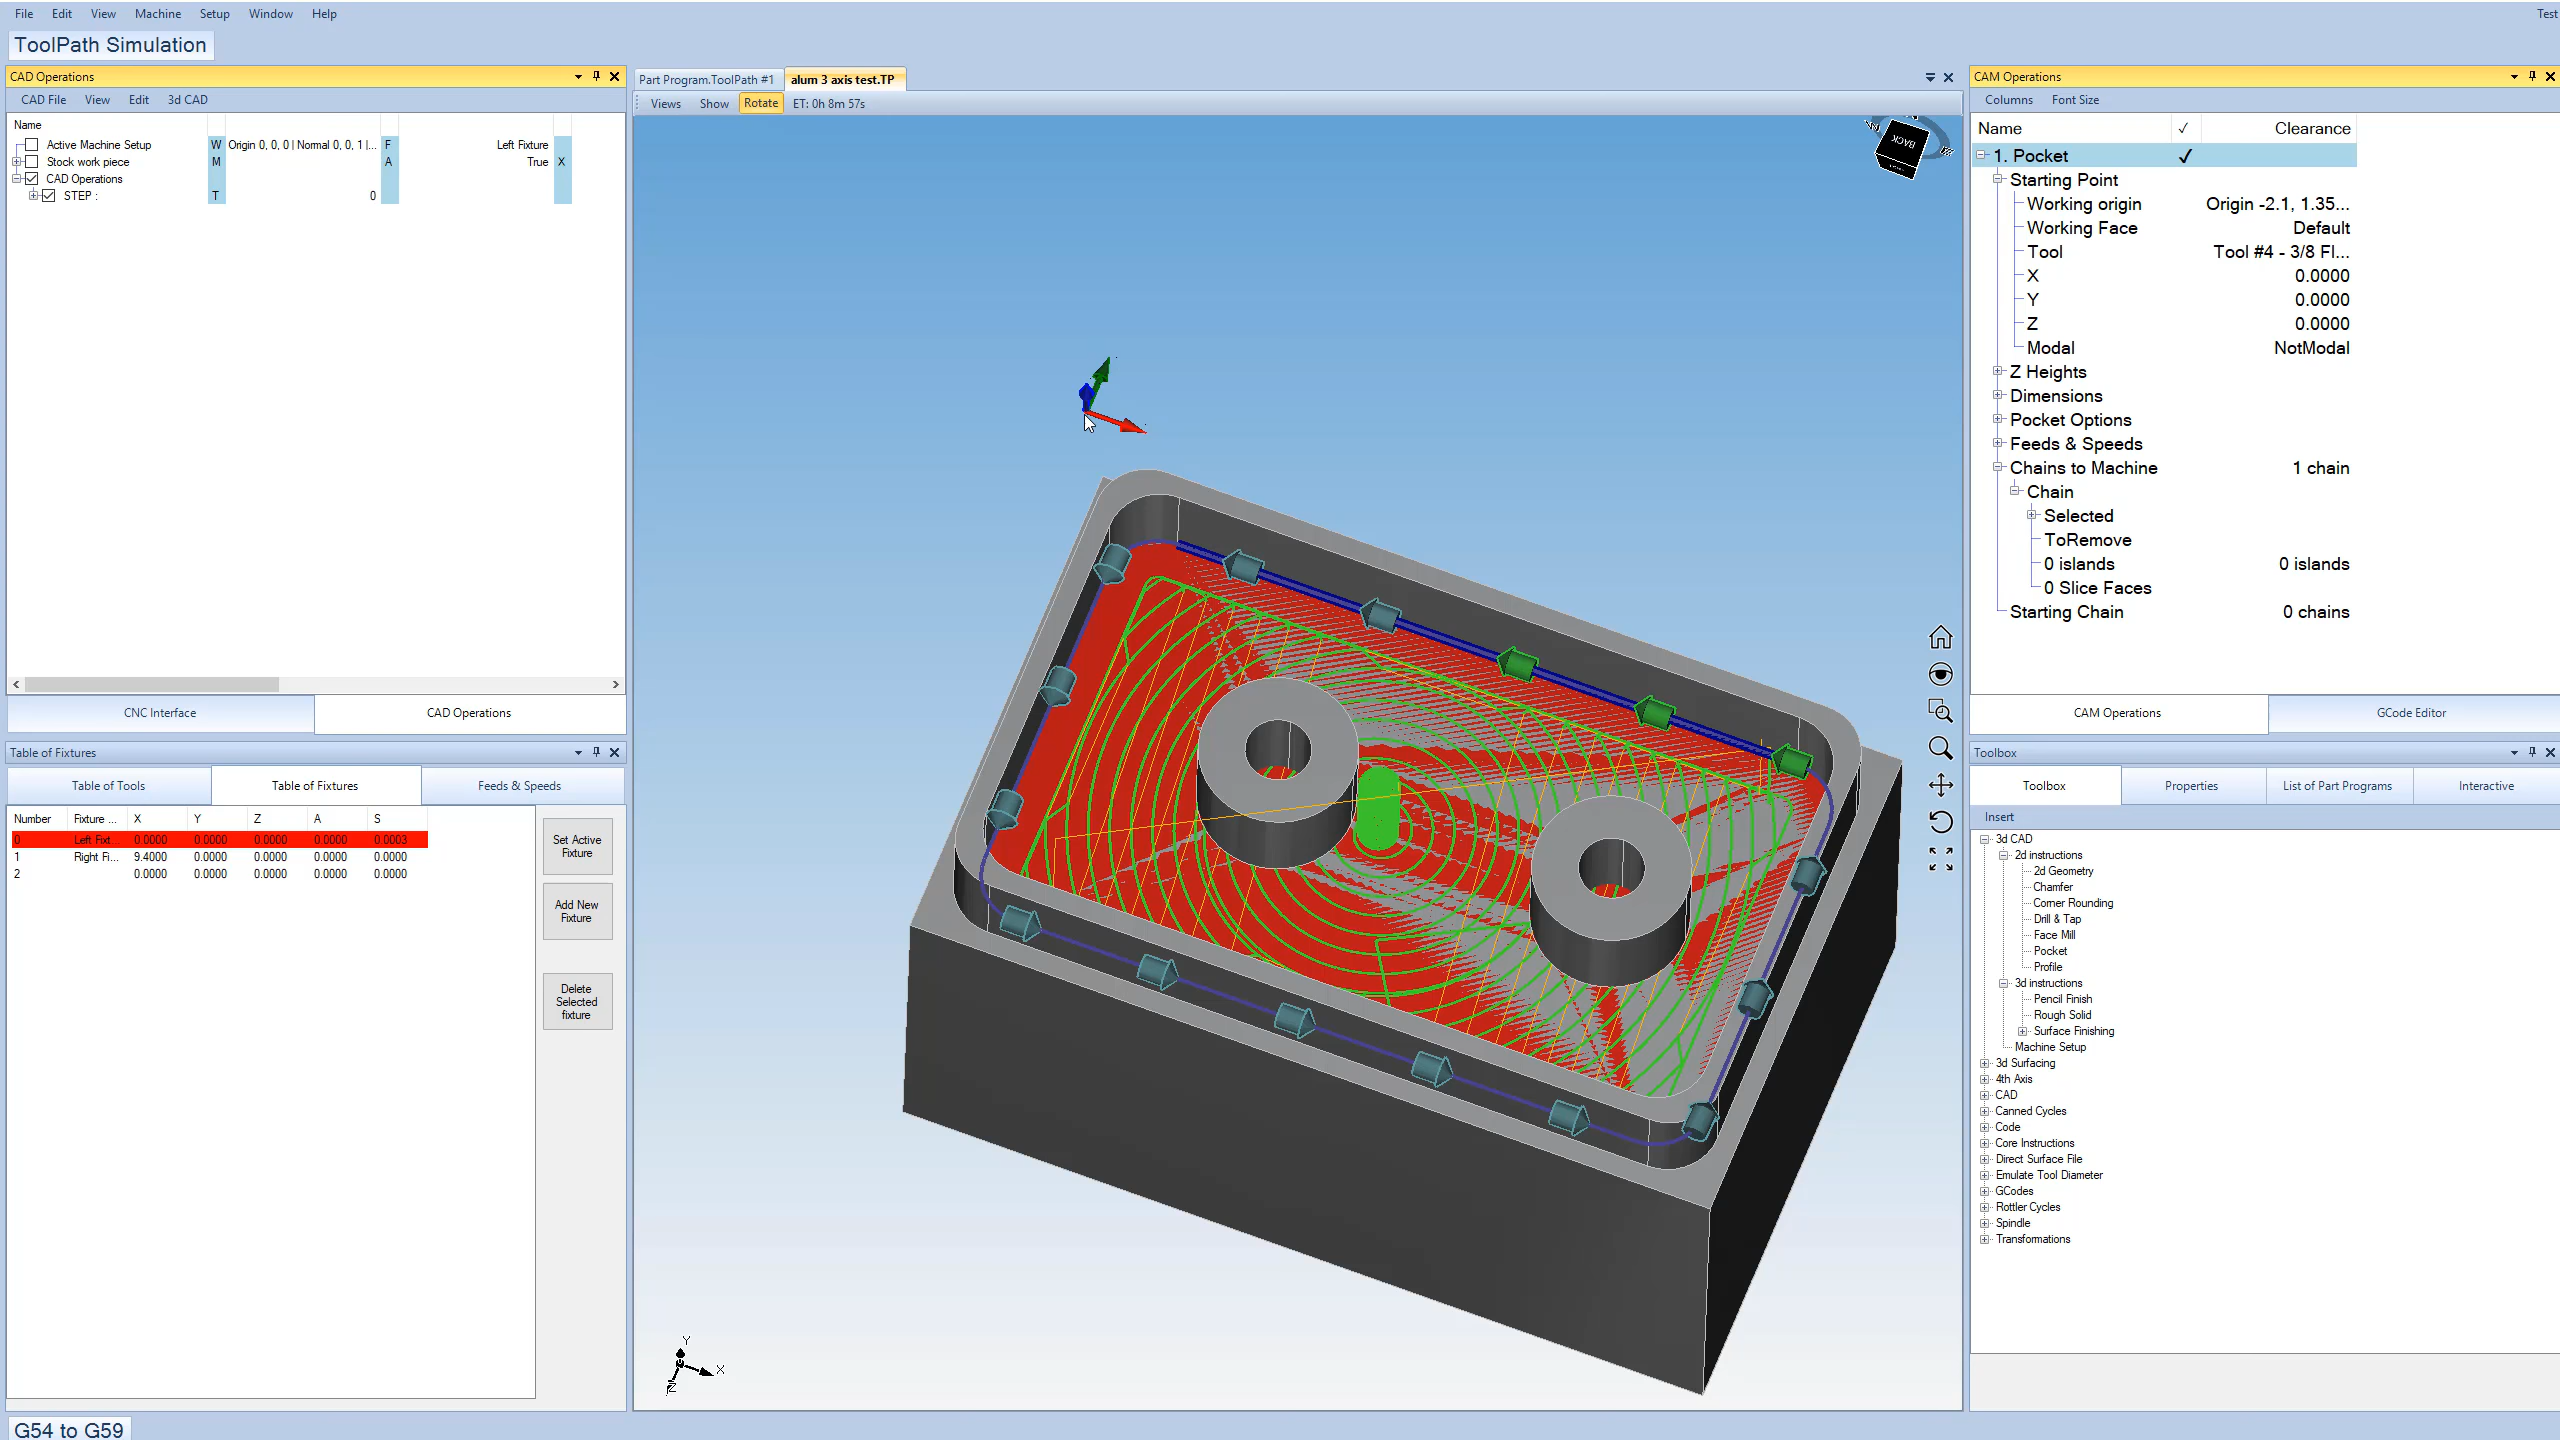 File Edit View Machine Setup Window Help
Test
ToolPath Simulation
CAD Operations
CAD File View Edit 3d CAD
Name
Active Machine Setup W Origin 0, 0, 0 | Normal 0, 0, 1 |... F Left Fixture
Stock work piece M A True X
CAD Operations
STEP : T 0
CNC Interface CAD Operations
Table of Fixtures
Table of Tools Table of Fixtures Feeds & Speeds
Number Fixture ... X Y Z A S
0 Left Fixt... 0.0000 0.0000 0.0000 0.0000 0.0003
1 Right Fi... 9.4000 0.0000 0.0000 0.0000 0.0000
2 0.0000 0.0000 0.0000 0.0000 0.0000
Set Active
Fixture
Add New
Fixture
Delete
Selected
fixture
G54 to G59
Part Program.ToolPath #1 alum 3 axis test.TP
Views Show Rotate ET: 0h 8m 57s
BACK
Y
X
Z
CAM Operations
Columns Font Size
Name ✓ Clearance
1. Pocket ✓
Starting Point
Working origin Origin -2.1, 1.35...
Working Face Default
Tool Tool #4 - 3/8 Fl...
X 0.0000
Y 0.0000
Z 0.0000
Modal NotModal
Z Heights
Dimensions
Pocket Options
Feeds & Speeds
Chains to Machine 1 chain
Chain
Selected
ToRemove
0 islands 0 islands
0 Slice Faces
Starting Chain 0 chains
CAM Operations GCode Editor
Toolbox
Toolbox Properties List of Part Programs Interactive
Insert
3d CAD
2d instructions
2d Geometry
Chamfer
Corner Rounding
Drill & Tap
Face Mill
Pocket
Profile
3d instructions
Pencil Finish
Rough Solid
Surface Finishing
Machine Setup
3d Surfacing
4th Axis
CAD
Canned Cycles
Code
Core Instructions
Direct Surface File
Emulate Tool Diameter
GCodes
Rottler Cycles
Spindle
Transformations